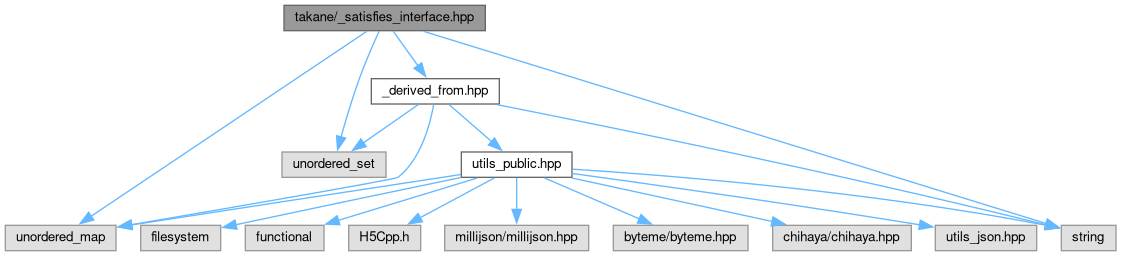 takane/_satisfies_interface.hpp
_derived_from.hpp
unordered_set
utils_public.hpp
unordered_map
filesystem
functional
H5Cpp.h
millijson/millijson.hpp
byteme/byteme.hpp
chihaya/chihaya.hpp
utils_json.hpp
string